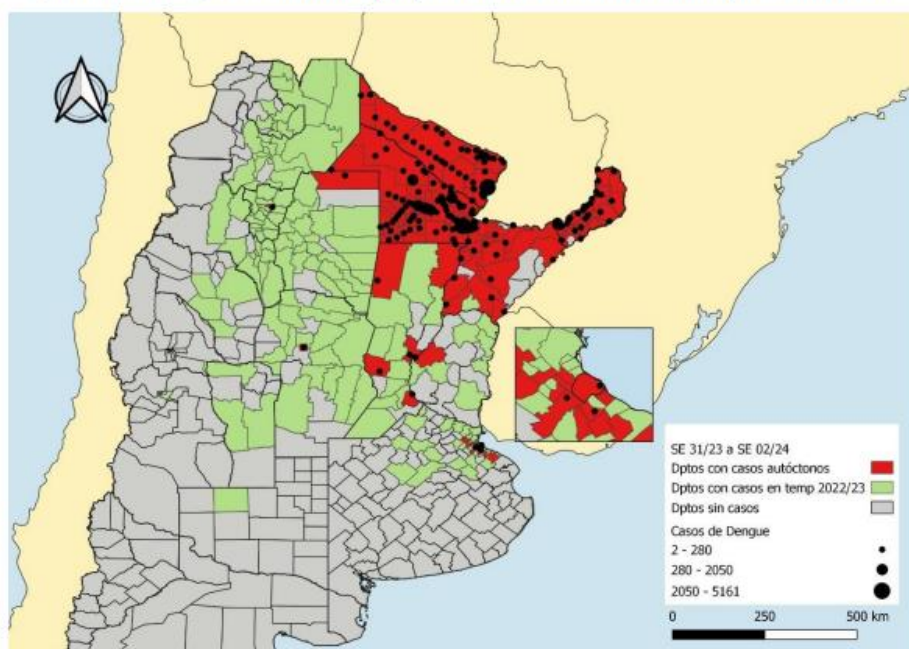 SE 31/23 a SE 02/24
Dptos con casos autóctonos
Dptos con casos en temp 2022/23
Dptos sin casos
Casos de Dengue
2 - 280
280 - 2050
2050 - 5161
0 250 500 km